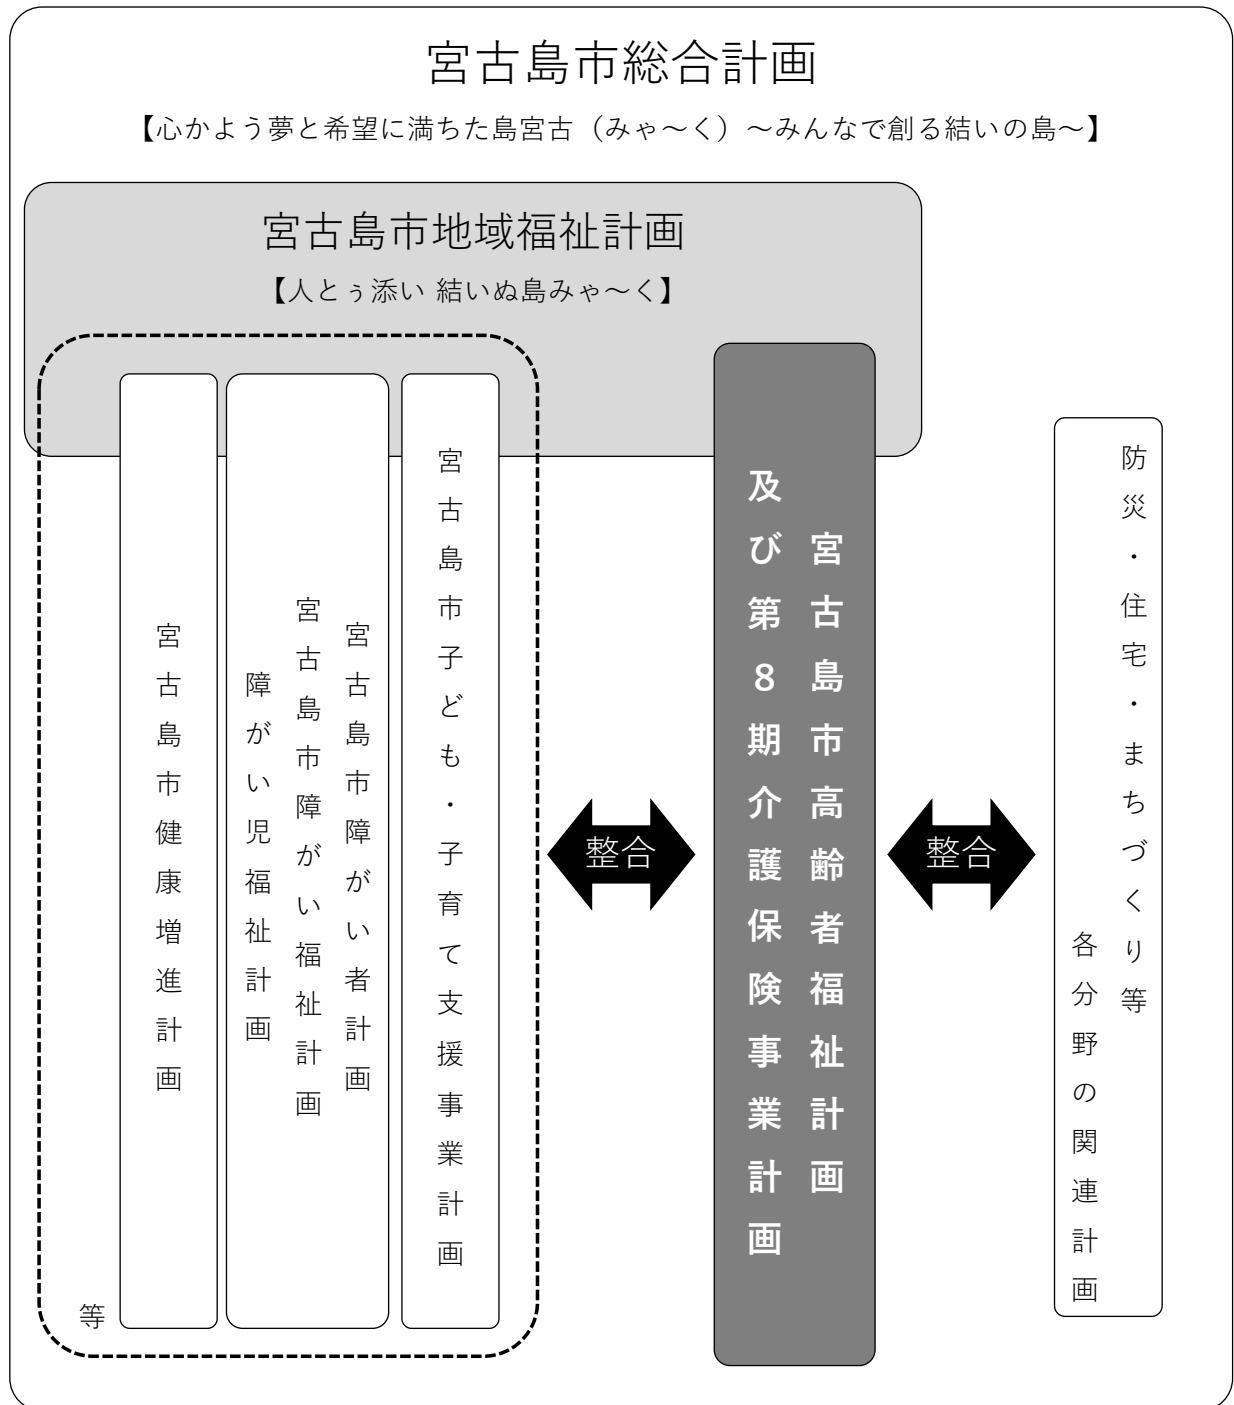 宮古島市総合計画
【心かよう夢と希望に満ちた島宮古（みゃ～く）～みんなで創る結いの島～】
宮古島市地域福祉計画
【人とぅ添い 結いぬ島みゃ～く】
防災・住宅・まちづくり等
各分野の関連計画
整合
宮古島市高齢者福祉計画
及び第８期介護保険事業計画
整合
宮古島市子ども・子育て支援事業計画
宮古島市障がい者計画
宮古島市障がい福祉計画
障がい児福祉計画
宮古島市健康増進計画
等